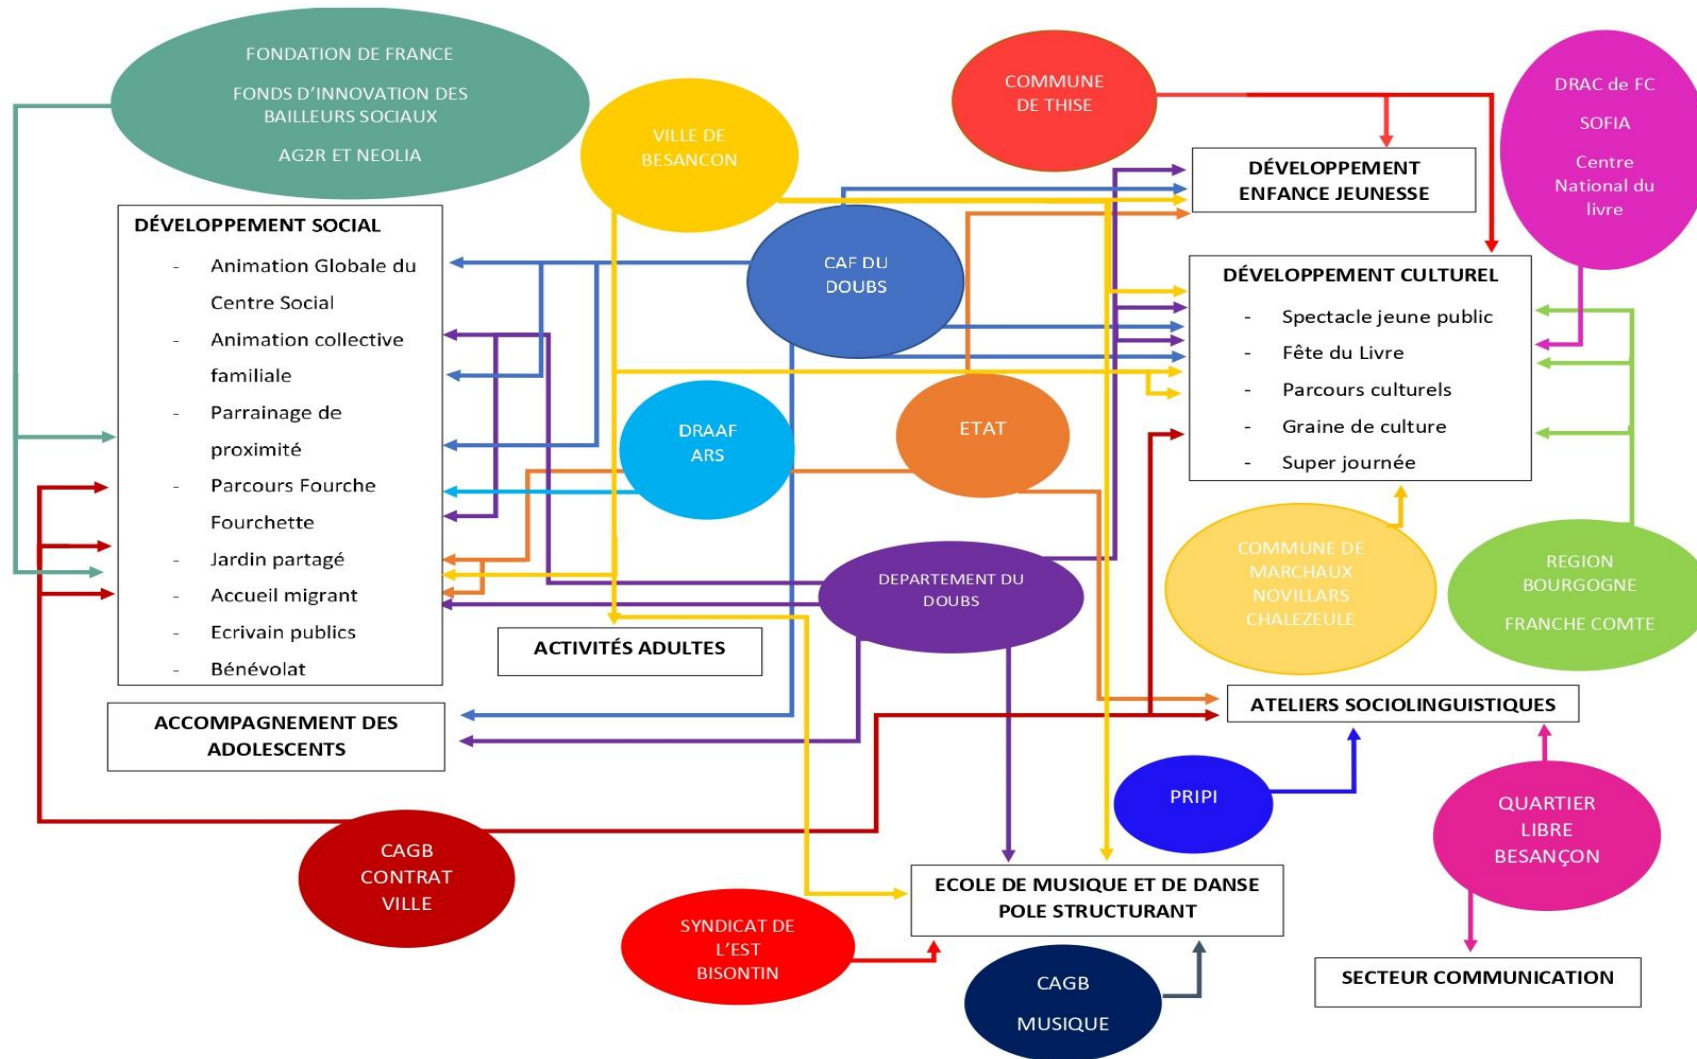 FONDATION DE FRANCE
FONDS D'INNOVATION DES
BAILLEURS SOCIAUX
AG2R ET NEOLIA
VILLE DE
BESANCON
COMMUNE
DE THISE
DRAC de FC
SOFIA
Centre
National du
livre
DÉVELOPPEMENT
ENFANCE JEUNESSE
DÉVELOPPEMENT SOCIAL
- Animation Globale du
Centre Social
- Animation collective
familiale
- Parrainage de
proximité
- Parcours Fourche
Fourchette
- Jardin partagé
- Accueil migrant
- Ecrivain publics
- Bénévolat
CAF DU
DOUBS
DÉVELOPPEMENT CULTUREL
- Spectacle jeune public
- Fête du Livre
- Parcours culturels
- Graine de culture
- Super journée
DRAAF
ARS
ETAT
DEPARTEMENT DU
DOUBS
COMMUNE DE
MARCHAUX
NOVILLARS
CHALEZEULE
REGION
BOURGOGNE
FRANCHE COMTE
ACTIVITÉS ADULTES
ACCOMPAGNEMENT DES
ADOLESCENTS
ATELIERS SOCIOLINGUISTIQUES
PRIPI
QUARTIER
LIBRE
BESANÇON
CAGB
CONTRAT
VILLE
ECOLE DE MUSIQUE ET DE DANSE
POLE STRUCTURANT
SYNDICAT DE
L'EST
BISONTIN
CAGB
MUSIQUE
SECTEUR COMMUNICATION